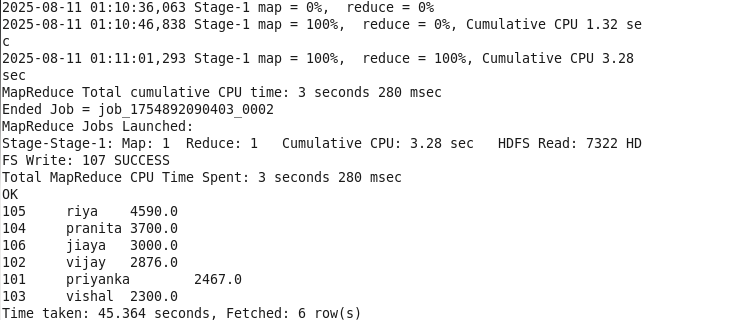 2025-08-11 01:10:36,063 Stage-1 map = 0%,  reduce = 0%
2025-08-11 01:10:46,838 Stage-1 map = 100%,  reduce = 0%, Cumulative CPU 1.32 se
c
2025-08-11 01:11:01,293 Stage-1 map = 100%,  reduce = 100%, Cumulative CPU 3.28
sec
MapReduce Total cumulative CPU time: 3 seconds 280 msec
Ended Job = job_1754892090403_0002
MapReduce Jobs Launched:
Stage-Stage-1: Map: 1  Reduce: 1   Cumulative CPU: 3.28 sec   HDFS Read: 7322 HD
FS Write: 107 SUCCESS
Total MapReduce CPU Time Spent: 3 seconds 280 msec
OK
105     riya    4590.0
104     pranita 3700.0
106     jiaya   3000.0
102     vijay   2876.0
101     priyanka        2467.0
103     vishal  2300.0
Time taken: 45.364 seconds, Fetched: 6 row(s)